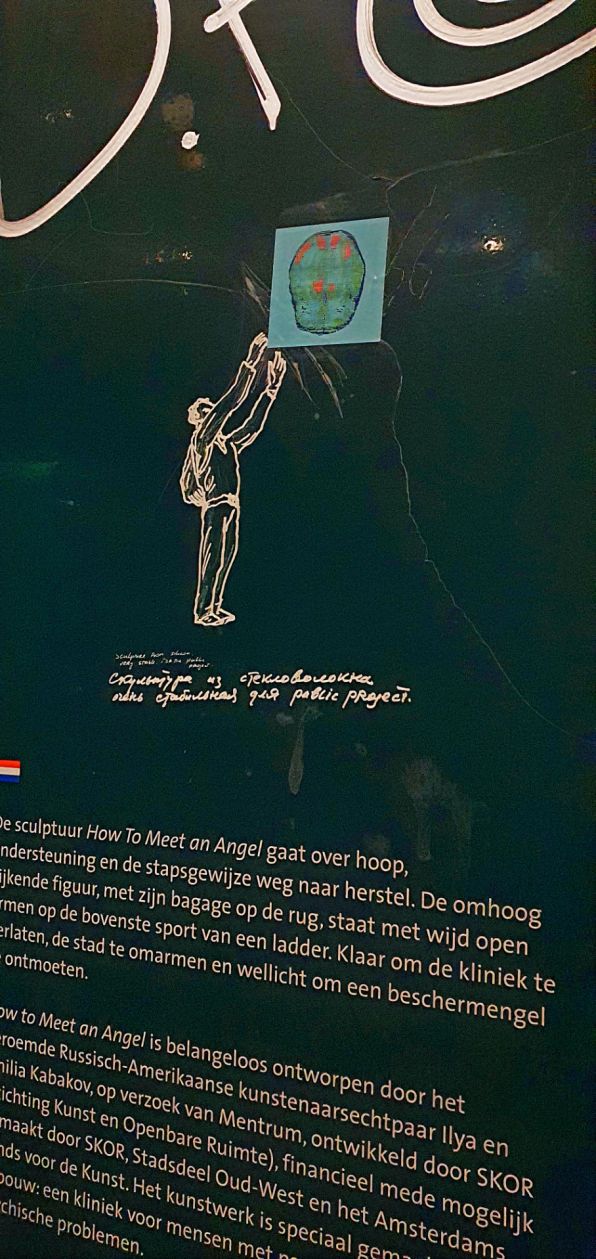 Скульптура из стекловолокна
очень стабильная для public project.
De sculptuur How To Meet an Angel gaat over hoop,
ndersteuning en de stapsgewijze weg naar herstel. De omhoog
ijkende figuur, met zijn bagage op de rug, staat met wijd open
rmen op de bovenste sport van een ladder. Klaar om de kliniek te
erlaten, de stad te omarmen en wellicht om een beschermengel
ontmoeten.
ow to Meet an Angel is belangeloos ontworpen door het
eroemde Russisch-Amerikaanse kunstenaarsechtpaar Ilya en
milia Kabakov, op verzoek van Mentrum, ontwikkeld door SKOR
ichting Kunst en Openbare Ruimte), financieel mede mogelijk
maakt door SKOR, Stadsdeel Oud-West en het Amsterdams
nds voor de Kunst. Het kunstwerk is speciaal gema
bouw: een kliniek voor mensen met
chische problemen.